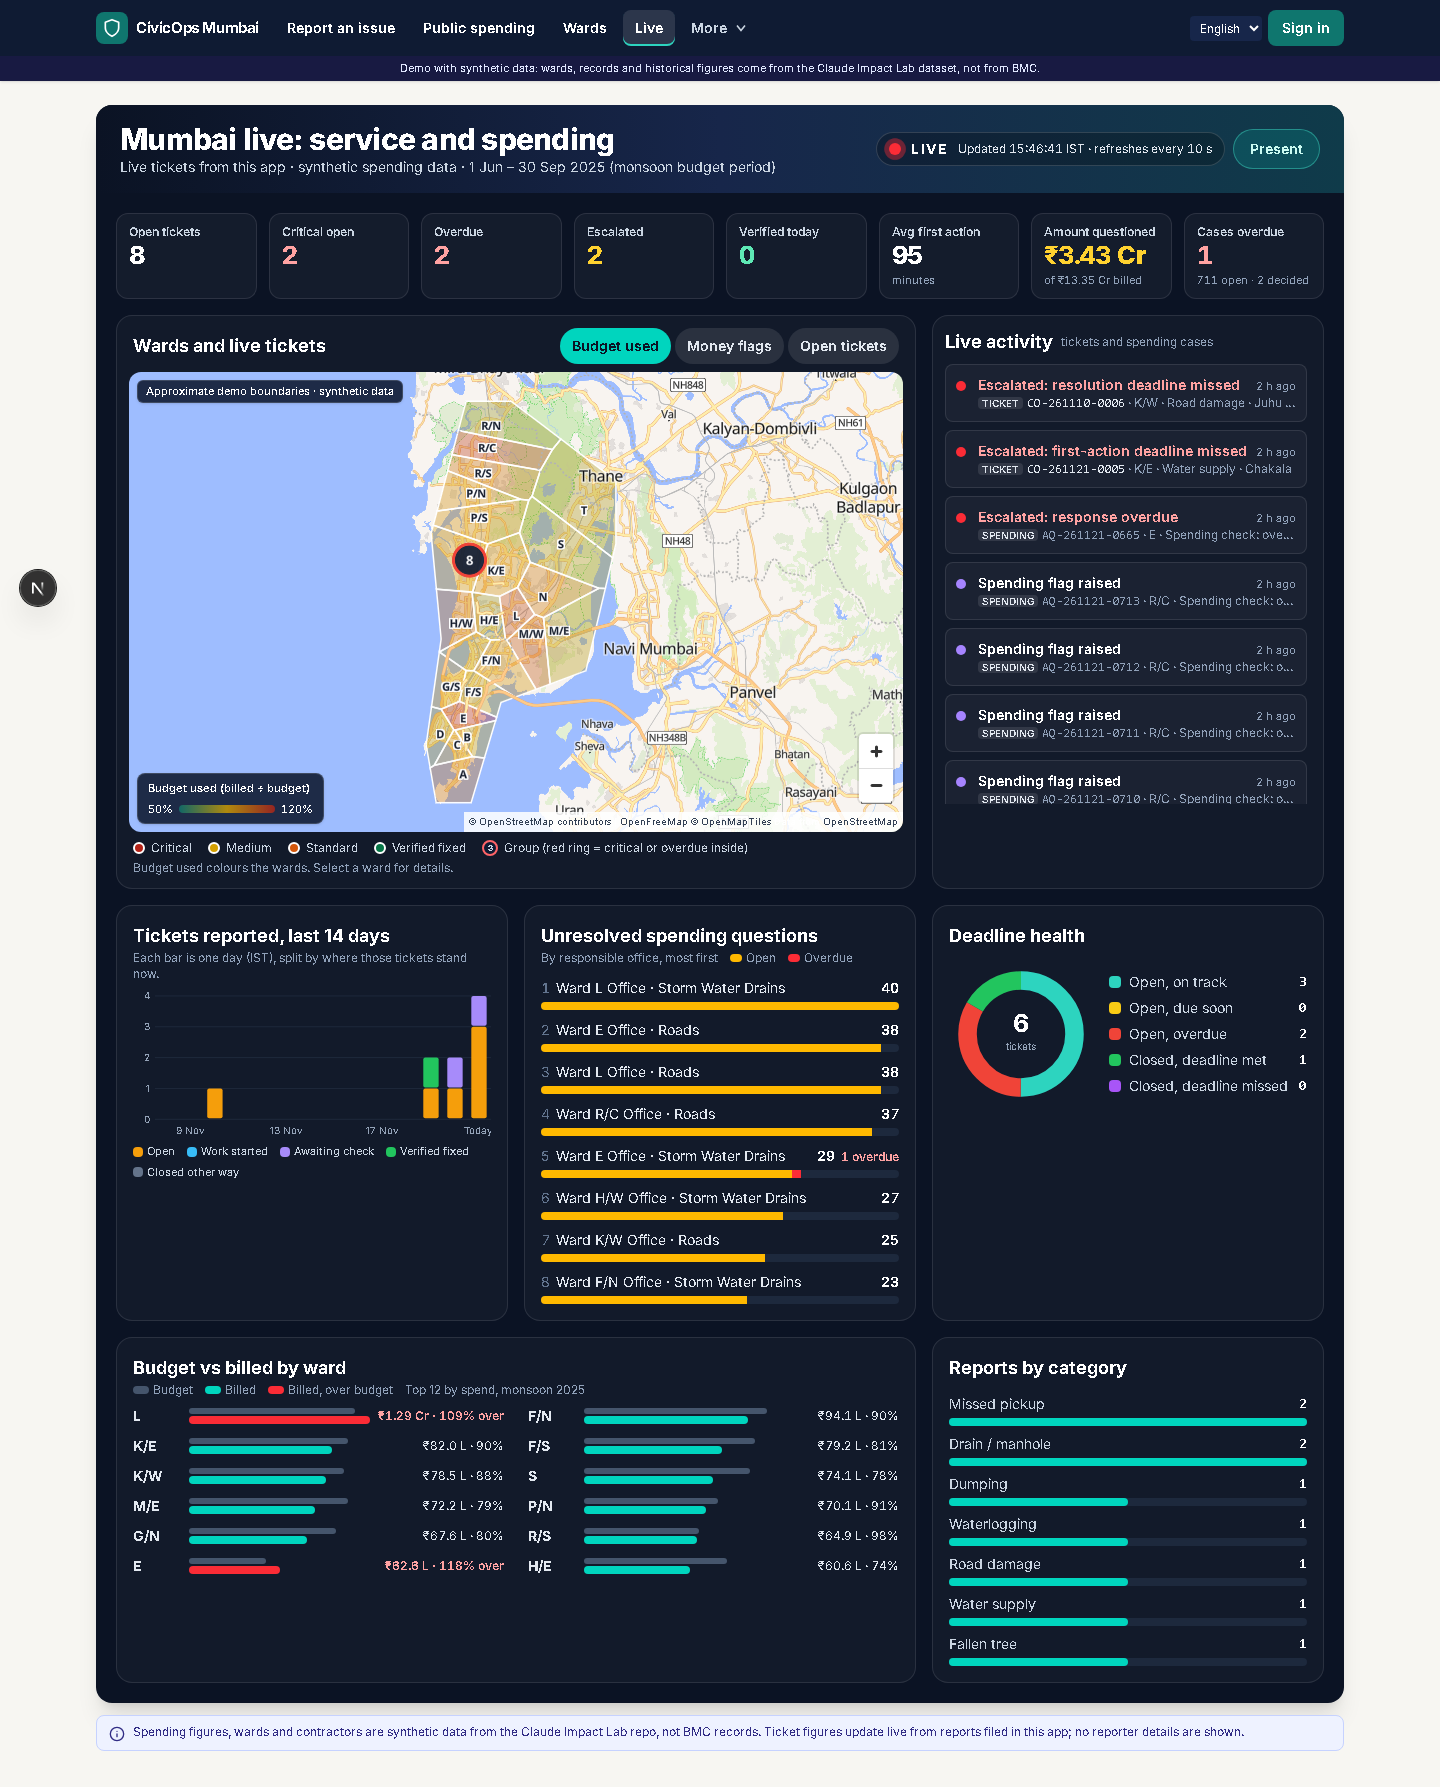 CivicOps Mumbai
Report an issue
Public spending
Wards
Live
More
English
Sign in
Demo with synthetic data: wards, records and historical figures come from the Claude Impact Lab dataset, not from BMC.
Mumbai live: service and spending
Live tickets from this app · synthetic spending data · 1 Jun – 30 Sep 2025 (monsoon budget period)
LIVE Updated 15:46:41 IST · refreshes every 10 s
Present
Open tickets
8
Critical open
2
Overdue
2
Escalated
2
Verified today
0
Avg first action
95
minutes
Amount questioned
₹3.43 Cr
of ₹13.35 Cr billed
Cases overdue
1
711 open · 2 decided
Wards and live tickets
Budget used
Money flags
Open tickets
Approximate demo boundaries · synthetic data
NH848
Titwala
Val
Kalyan-Dombivli
NH61
R/N
R/C
R/S
Thane
P/N
Kulgaon
Badlapur
T
P/S
NH48
S
8
K/E
N
H/W
H/E
L
M/W
M/E
Navi Mumbai
F/N
G/S
F/S
Panvel
Math
E
Nhava
Sheva
D
B
C
NH348B
Bhatan
A
Rasayani
Uran
+
−
Budget used (billed ÷ budget)
50% 120%
© OpenStreetMap contributors OpenFreeMap © OpenMapTiles OpenStreetMap
Critical
Medium
Standard
Verified fixed
3 Group (red ring = critical or overdue inside)
Budget used colours the wards. Select a ward for details.
Live activity tickets and spending cases
Escalated: resolution deadline missed 2 h ago
TICKET CO-261110-0006 · K/W · Road damage · Juhu ...
Escalated: first-action deadline missed 2 h ago
TICKET CO-261121-0005 · K/E · Water supply · Chakala
Escalated: response overdue 2 h ago
SPENDING AQ-261121-0665 · E · Spending check: ove...
Spending flag raised 2 h ago
SPENDING AQ-261121-0713 · R/C · Spending check: o...
Spending flag raised 2 h ago
SPENDING AQ-261121-0712 · R/C · Spending check: o...
Spending flag raised 2 h ago
SPENDING AQ-261121-0711 · R/C · Spending check: o...
Spending flag raised 2 h ago
SPENDING AQ-261121-0710 · R/C · Spending check: o...
N
Tickets reported, last 14 days
Each bar is one day (IST), split by where those tickets stand
now.
4
3
2
1
0
9 Nov
13 Nov
17 Nov
Today
Open
Work started
Awaiting check
Verified fixed
Closed other way
Unresolved spending questions
By responsible office, most first Open Overdue
1 Ward L Office · Storm Water Drains 40
2 Ward E Office · Roads 38
3 Ward L Office · Roads 38
4 Ward R/C Office · Roads 37
5 Ward E Office · Storm Water Drains 29 1 overdue
6 Ward H/W Office · Storm Water Drains 27
7 Ward K/W Office · Roads 25
8 Ward F/N Office · Storm Water Drains 23
Deadline health
6
tickets
Open, on track 3
Open, due soon 0
Open, overdue 2
Closed, deadline met 1
Closed, deadline missed 0
Budget vs billed by ward
Budget Billed Billed, over budget Top 12 by spend, monsoon 2025
L ₹1.29 Cr · 109% over
K/E ₹82.0 L · 90%
K/W ₹78.5 L · 88%
M/E ₹72.2 L · 79%
G/N ₹67.6 L · 80%
E ₹62.6 L · 118% over
F/N ₹94.1 L · 90%
F/S ₹79.2 L · 81%
S ₹74.1 L · 78%
P/N ₹70.1 L · 91%
R/S ₹64.9 L · 98%
H/E ₹60.6 L · 74%
Reports by category
Missed pickup 2
Drain / manhole 2
Dumping 1
Waterlogging 1
Road damage 1
Water supply 1
Fallen tree 1
Spending figures, wards and contractors are synthetic data from the Claude Impact Lab repo, not BMC records. Ticket figures update live from reports filed in this app; no reporter details are shown.